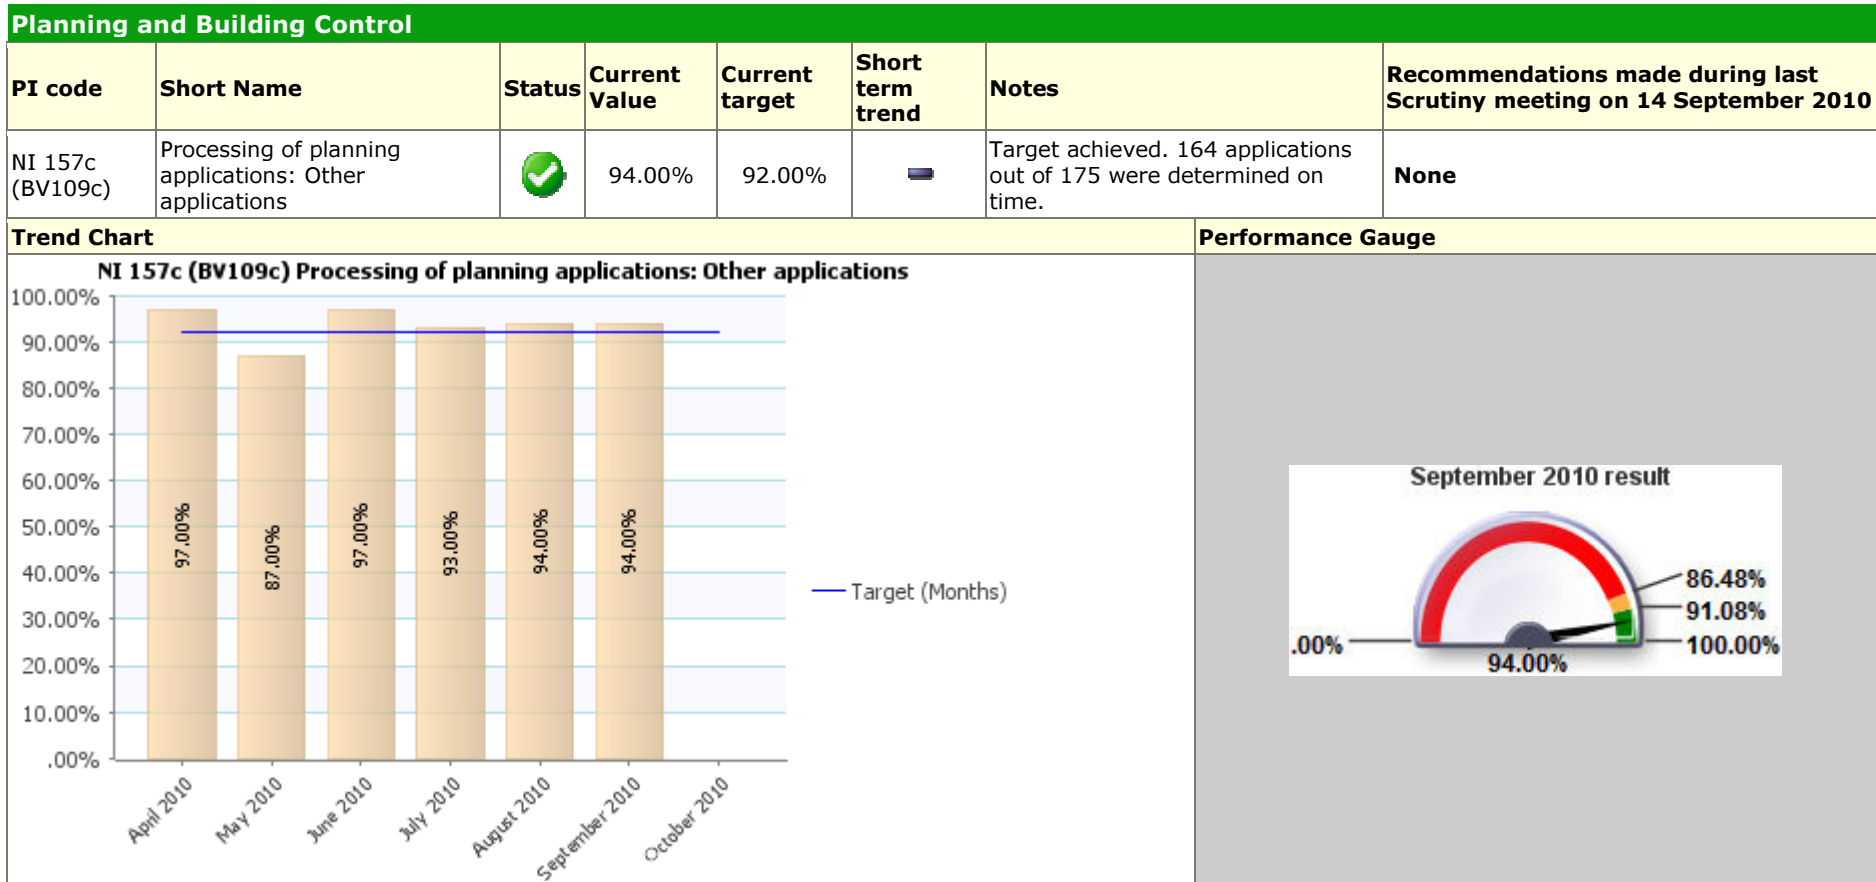 Planning and Building Control
PI code
Short Name
Status
Current
Value
Current
target
Short
term
trend
Notes
Recommendations made during last
Scrutiny meeting on 14 September 2010
NI 157c
(BV109c)
Processing of planning
applications: Other
applications
94.00%
92.00%
Target achieved. 164 applications
out of 175 were determined on
time.
None
Trend Chart
Performance Gauge
NI 157c (BV109c) Processing of planning applications: Other applications
100.00%
90.00%
80.00%
70.00%
60.00%
50.00%
40.00%
30.00%
20.00%
10.00%
.00%
97.00%
87.00%
97.00%
93.00%
94.00%
94.00%
April 2010
May 2010
June 2010
July 2010
August 2010
September 2010
October 2010
Target (Months)
September 2010 result
86.48%
91.08%
100.00%
.00%
94.00%